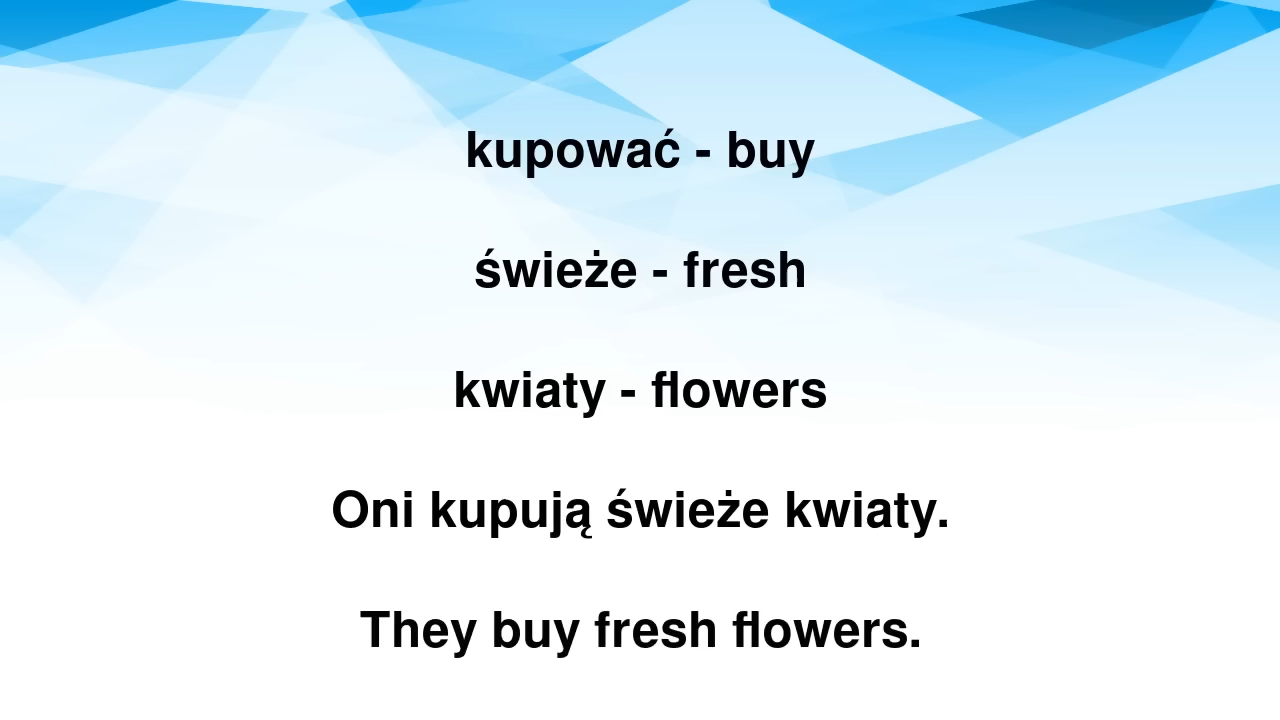 kupować - buy
świeże - fresh
kwiaty - flowers
Oni kupują świeże kwiaty.
They buy fresh flowers.